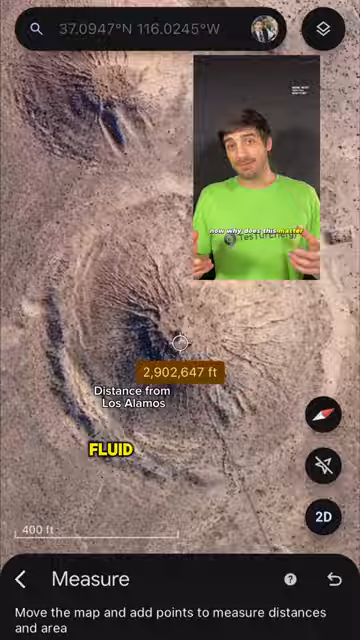 37.0947°N 116.0245°W
now why does this master
2,902,647 ft
Distance from
Los Alamos
FLUID
2D
400 ft
Measure
Move the map and add points to measure distances
and area